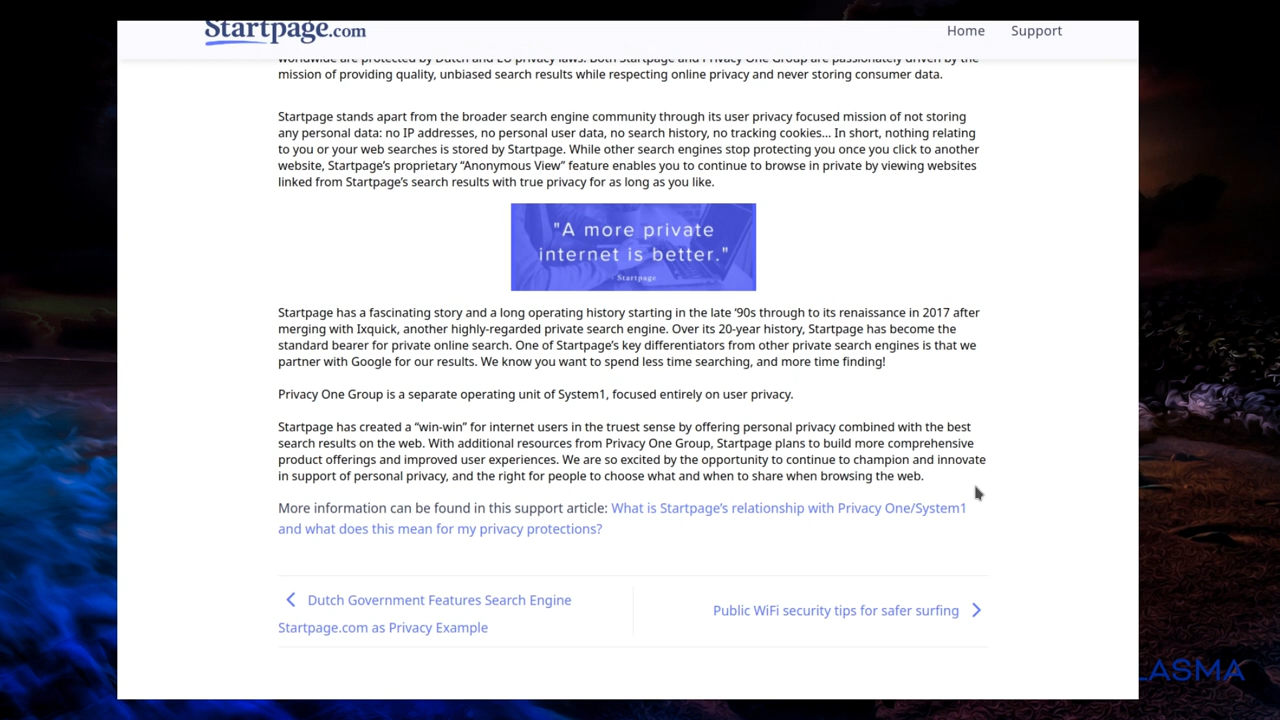 Startpage.com
Home
Support
worldwide are protected by Dutch and EU privacy laws. Both Startpage and Privacy One Group are passionately driven by the
mission of providing quality, unbiased search results while respecting online privacy and never storing consumer data.
Startpage stands apart from the broader search engine community through its user privacy focused mission of not storing
any personal data: no IP addresses, no personal user data, no search history, no tracking cookies… In short, nothing relating
to you or your web searches is stored by Startpage. While other search engines stop protecting you once you click to another
website, Startpage’s proprietary “Anonymous View” feature enables you to continue to browse in private by viewing websites
linked from Startpage’s search results with true privacy for as long as you like.
"A more private
internet is better."
- Startpage
Startpage has a fascinating story and a long operating history starting in the late ‘90s through to its renaissance in 2017 after
merging with Ixquick, another highly-regarded private search engine. Over its 20-year history, Startpage has become the
standard bearer for private online search. One of Startpage’s key differentiators from other private search engines is that we
partner with Google for our results. We know you want to spend less time searching, and more time finding!
Privacy One Group is a separate operating unit of System1, focused entirely on user privacy.
Startpage has created a “win-win” for internet users in the truest sense by offering personal privacy combined with the best
search results on the web. With additional resources from Privacy One Group, Startpage plans to build more comprehensive
product offerings and improved user experiences. We are so excited by the opportunity to continue to champion and innovate
in support of personal privacy, and the right for people to choose what and when to share when browsing the web.
More information can be found in this support article: What is Startpage’s relationship with Privacy One/System1
and what does this mean for my privacy protections?
Dutch Government Features Search Engine
Startpage.com as Privacy Example
Public WiFi security tips for safer surfing
LASMA